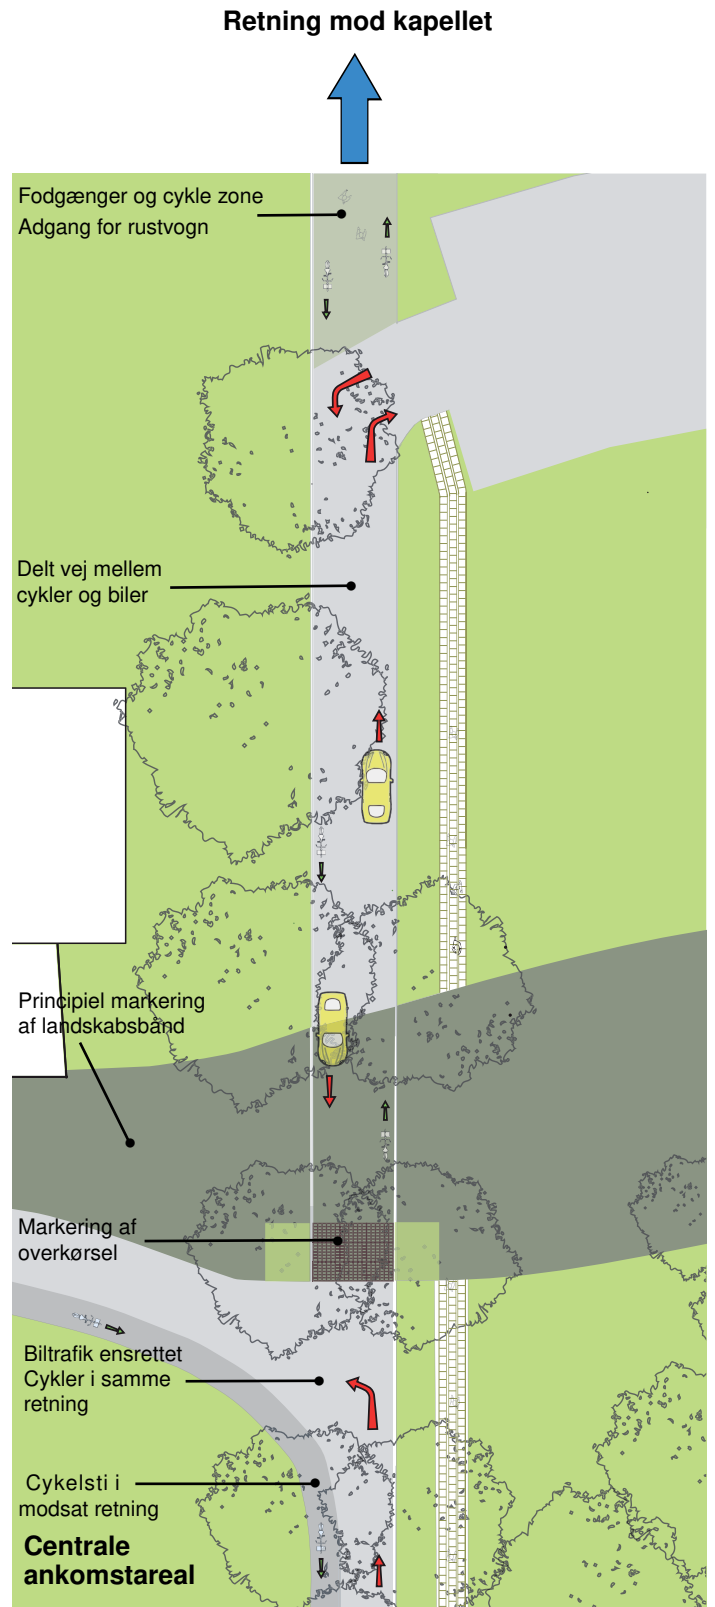 Retning mod kapellet
Fodgænger og cykle zone
Adgang for rustvogn
Delt vej mellem
cykler og biler
Principiel markering
af landskabsbånd
Markering af
overkørsel
Biltrafik ensrettet
Cykler i samme
retning
Cykelsti i
modsat retning
Centrale
ankomstareal